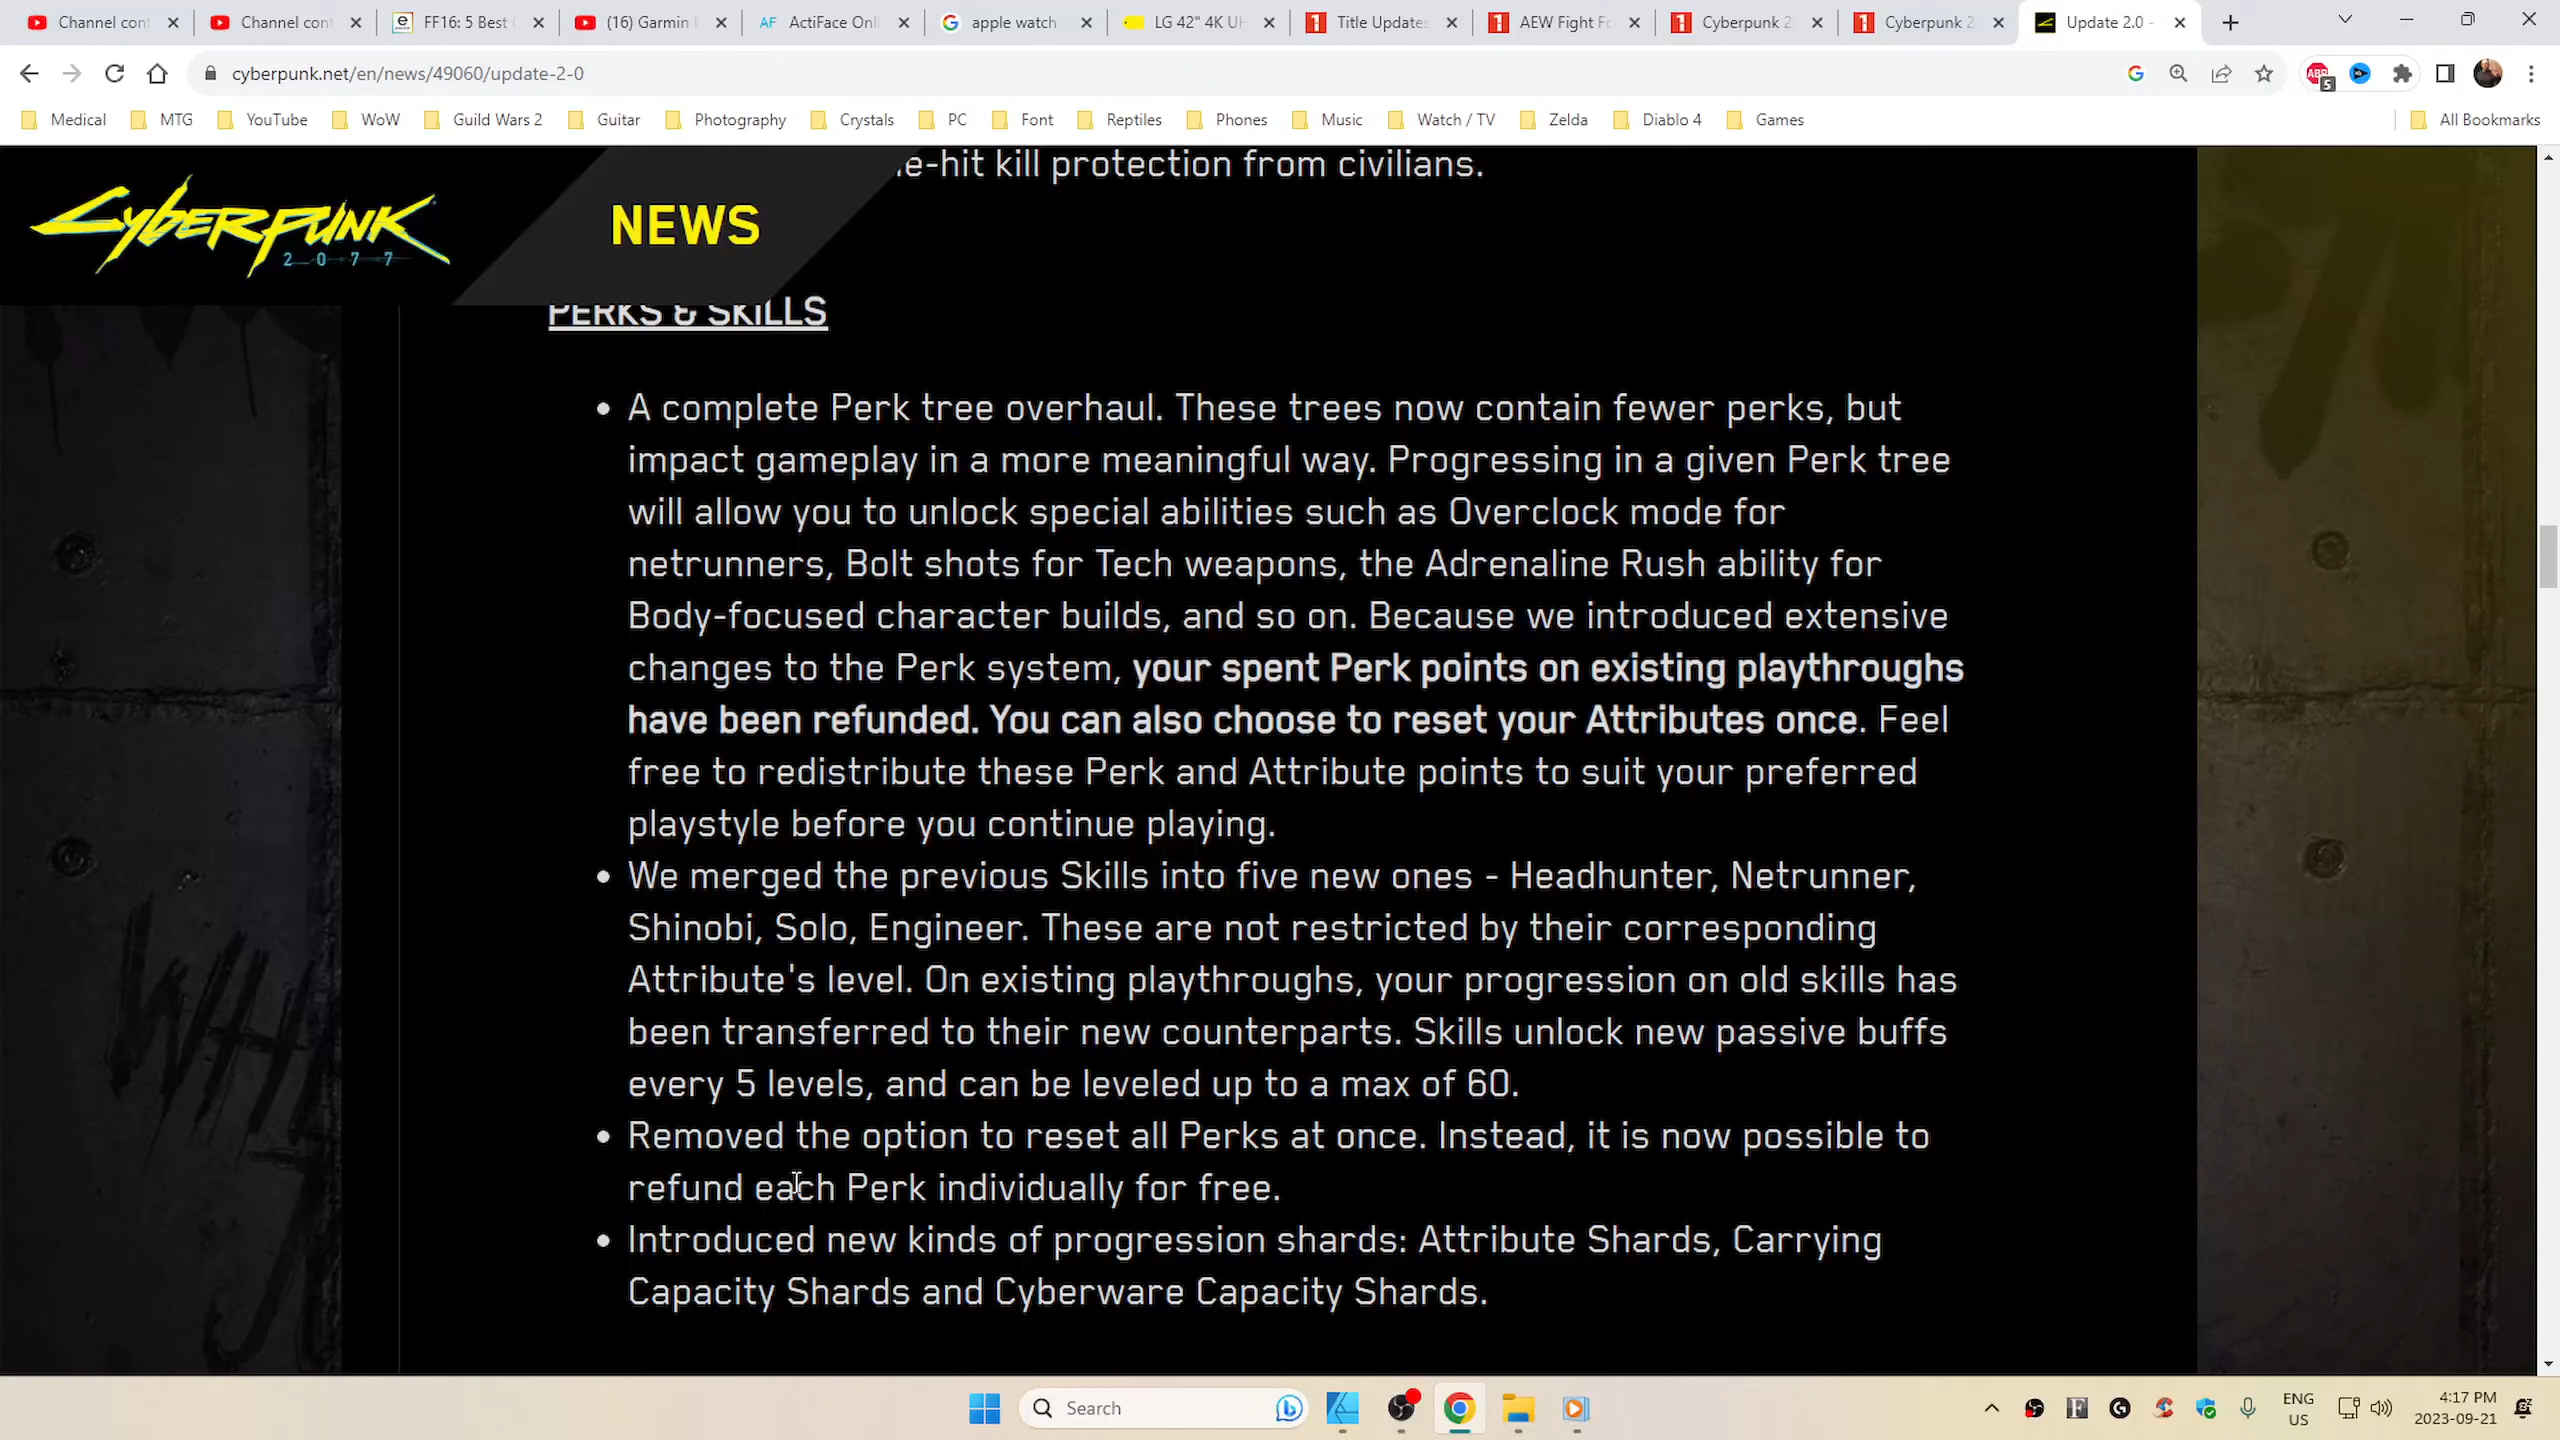 Channel con
Channel con
FF16: 5 Best
(16) Garmin
ActiFace Onl
apple watch
LG 42" 4K UH
Title Updates
AEW Fight Fo
Cyberpunk 2
Cyberpunk 2
Update 2.0 -
cyberpunk.net/en/news/49060/update-2-0
ABP
5
Medical
MTG
YouTube
WoW
Guild Wars 2
Guitar
Photography
Crystals
PC
Font
Reptiles
Phones
Music
Watch / TV
Zelda
Diablo 4
Games
All Bookmarks
e-hit kill protection from civilians.
Cyberpunk
2077
NEWS
PERKS & SKILLS
• A complete Perk tree overhaul. These trees now contain fewer perks, but
impact gameplay in a more meaningful way. Progressing in a given Perk tree
will allow you to unlock special abilities such as Overclock mode for
netrunners, Bolt shots for Tech weapons, the Adrenaline Rush ability for
Body-focused character builds, and so on. Because we introduced extensive
changes to the Perk system, your spent Perk points on existing playthroughs
have been refunded. You can also choose to reset your Attributes once. Feel
free to redistribute these Perk and Attribute points to suit your preferred
playstyle before you continue playing.
• We merged the previous Skills into five new ones - Headhunter, Netrunner,
Shinobi, Solo, Engineer. These are not restricted by their corresponding
Attribute's level. On existing playthroughs, your progression on old skills has
been transferred to their new counterparts. Skills unlock new passive buffs
every 5 levels, and can be leveled up to a max of 60.
• Removed the option to reset all Perks at once. Instead, it is now possible to
refund each Perk individually for free.
• Introduced new kinds of progression shards: Attribute Shards, Carrying
Capacity Shards and Cyberware Capacity Shards.
Search
ENG
US
4:17 PM
2023-09-21